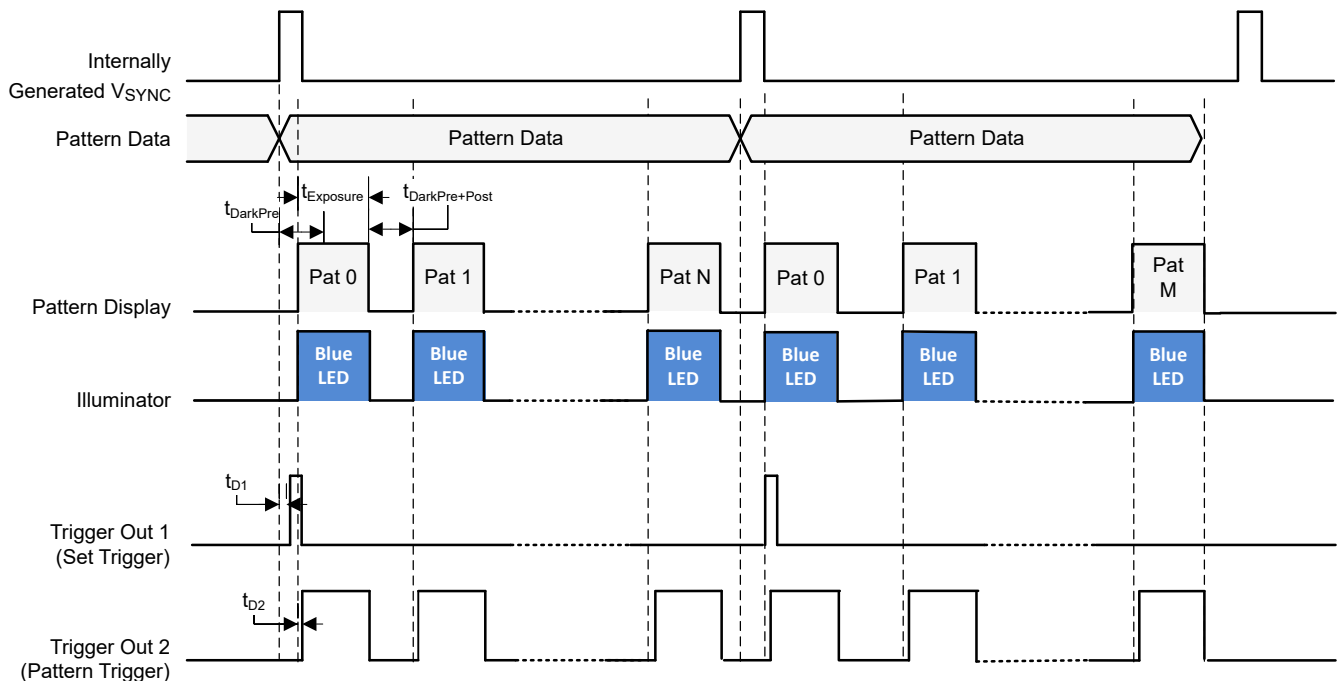 Internally
Generated VSYNC
Pattern Data
Pattern Data
Pattern Data
tExposure
tDarkPre+Post
tDarkPre
Pat 0
Pat 1
Pat N
Pat 0
Pat 1
Pat
M
Pattern Display
Blue
LED
Blue
LED
Blue
LED
Blue
LED
Blue
LED
Blue
LED
Illuminator
tD1
Trigger Out 1
(Set Trigger)
tD2
Trigger Out 2
(Pattern Trigger)